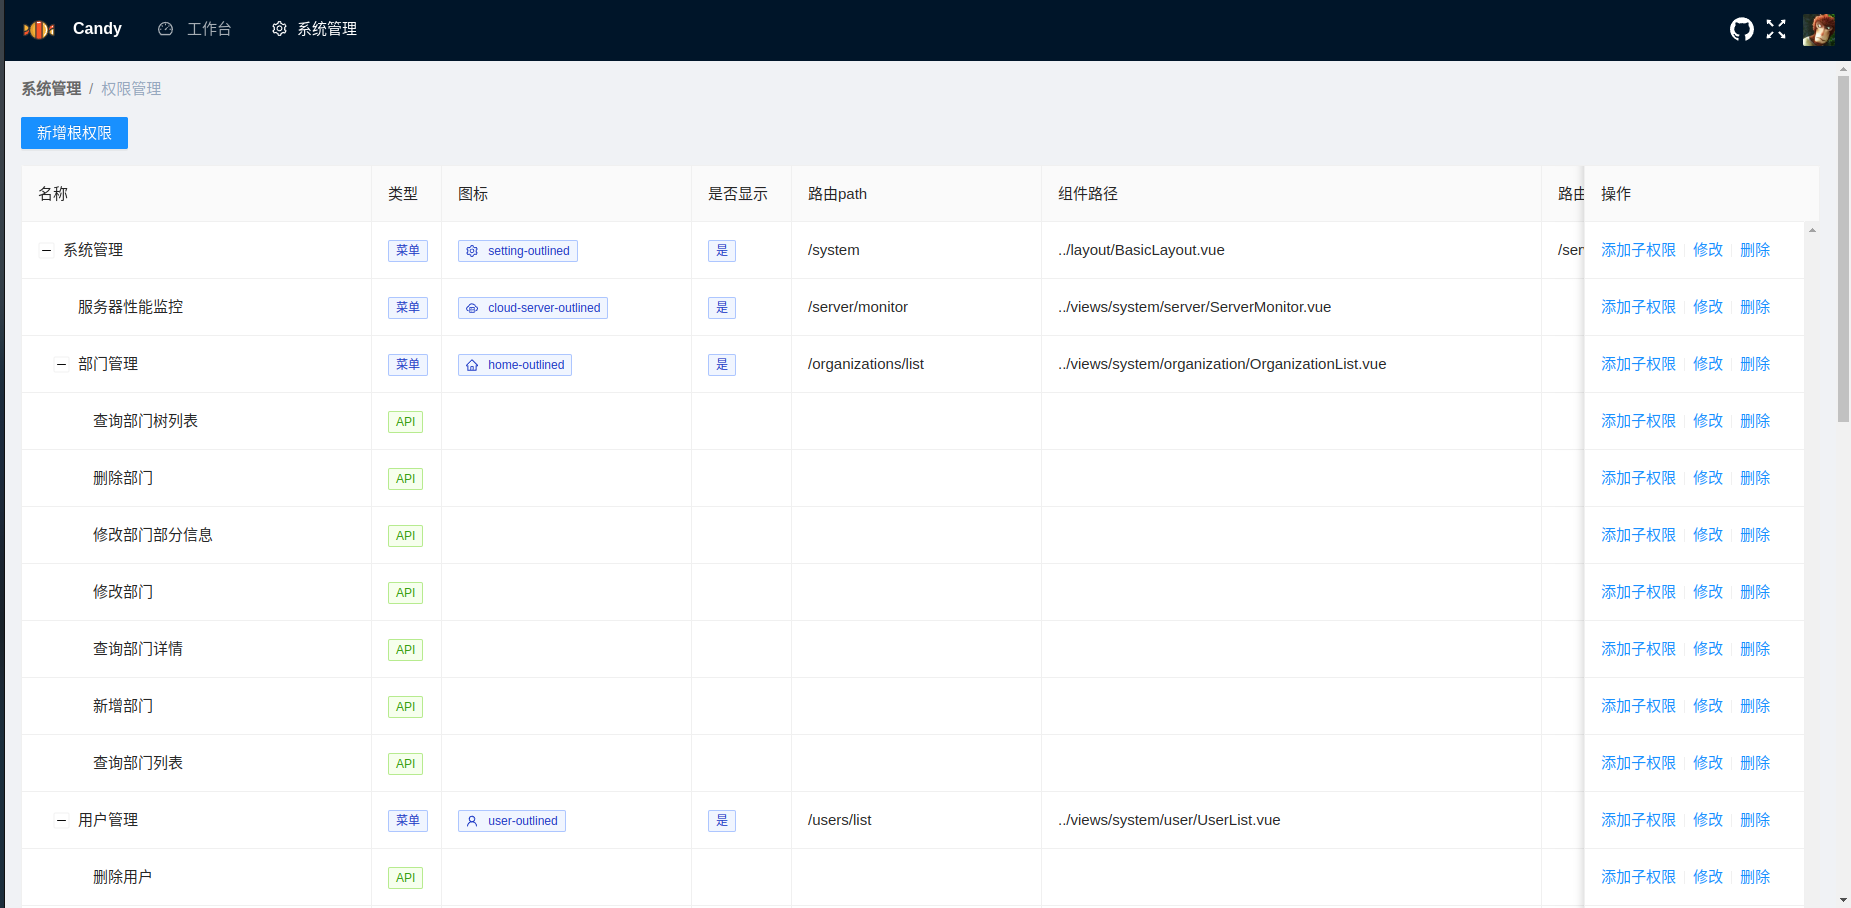 Candy 工作台 系统管理
系统管理 / 权限管理
新增根权限
名称 类型 图标 是否显示 路由path 组件路径 路由 操作
系统管理 菜单 setting-outlined 是 /system ../layout/BasicLayout.vue /ser 添加子权限 修改 删除
服务器性能监控 菜单 cloud-server-outlined 是 /server/monitor ../views/system/server/ServerMonitor.vue 添加子权限 修改 删除
部门管理 菜单 home-outlined 是 /organizations/list ../views/system/organization/OrganizationList.vue 添加子权限 修改 删除
查询部门树列表 API 添加子权限 修改 删除
删除部门 API 添加子权限 修改 删除
修改部门部分信息 API 添加子权限 修改 删除
修改部门 API 添加子权限 修改 删除
查询部门详情 API 添加子权限 修改 删除
新增部门 API 添加子权限 修改 删除
查询部门列表 API 添加子权限 修改 删除
用户管理 菜单 user-outlined 是 /users/list ../views/system/user/UserList.vue 添加子权限 修改 删除
删除用户 API 添加子权限 修改 删除